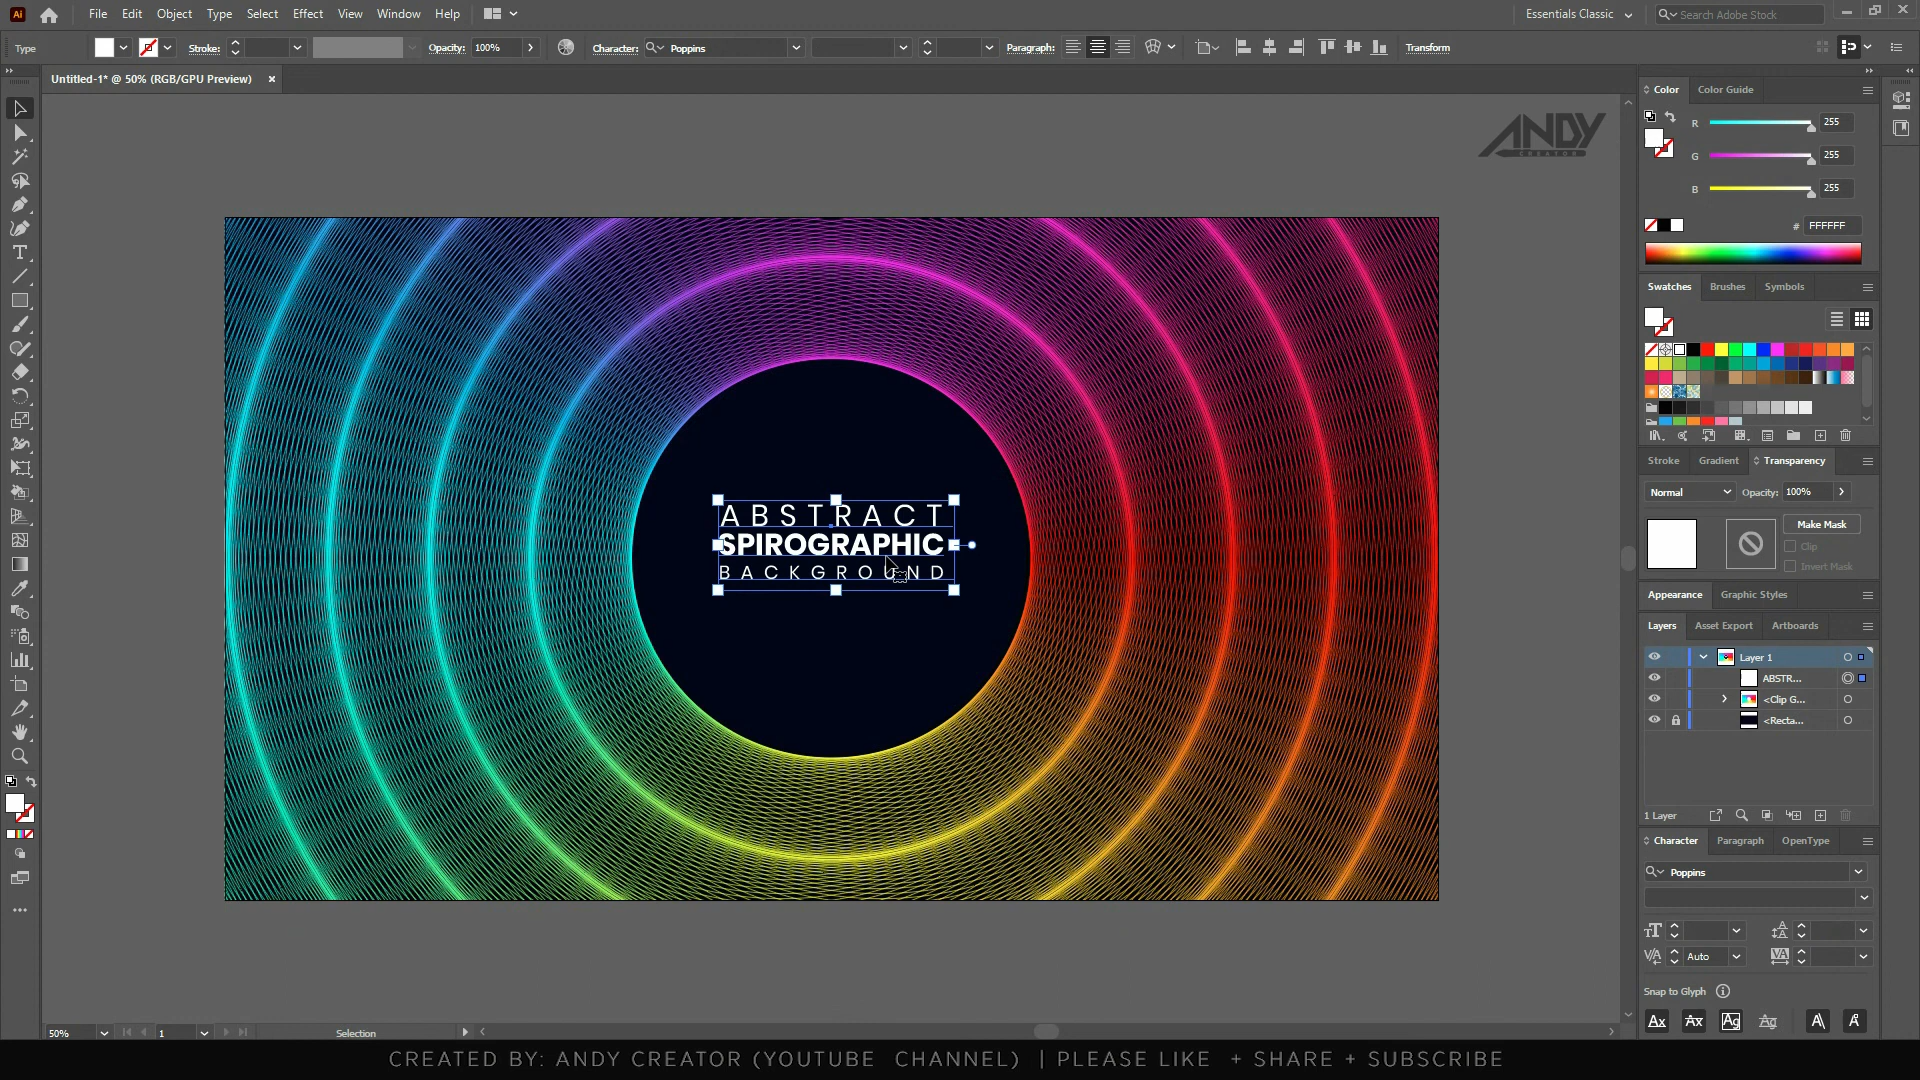 Ai File Edit Object Type Select Effect View Window Help Essentials Classic Search Adobe Stock
Type Stroke: Opacity: 100% Character: Poppins Paragraph: Transform
Untitled-1* @ 50% (RGB/GPU Preview) ×
ANDY
CREATOR
ABSTRACT
SPIROGRAPHIC
BACKGROUND
Color Color Guide
R 255
G 255
B 255
# FFFFFF
Swatches Brushes Symbols
Stroke Gradient Transparency
Normal Opacity: 100%
Make Mask
Clip
Invert Mask
Appearance Graphic Styles
Layers Asset Export Artboards
Layer 1
ABSTR...
<Clip G...
<Recta...
1 Layer
Character Paragraph OpenType
Poppins
Auto
Snap to Glyph
50% 1 Selection
CREATED BY: ANDY CREATOR (YOUTUBE CHANNEL) | PLEASE LIKE + SHARE + SUBSCRIBE